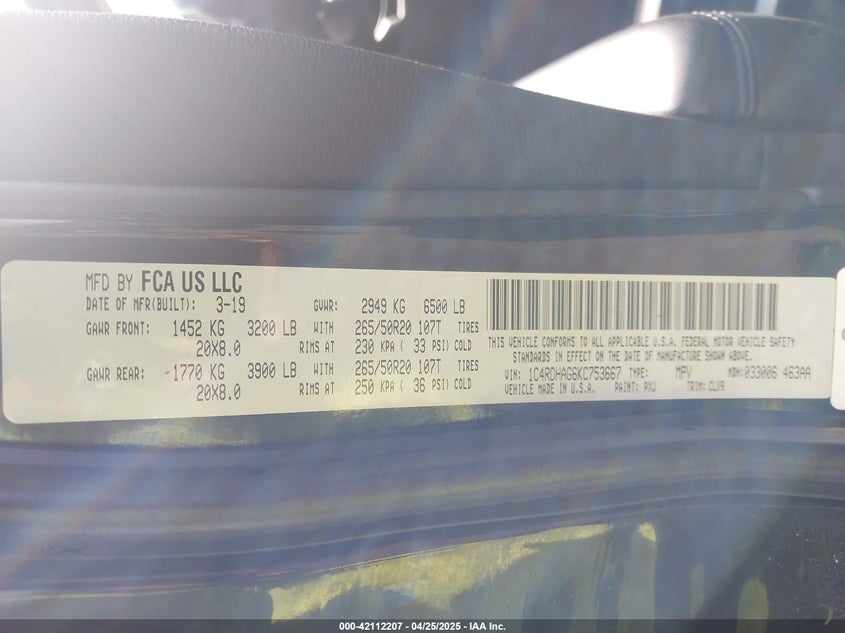 MFD BY FCA US LLC
DATE OF MFR(BUILT): 3-19 GVWR: 2949 KG 6500 LB
GAWR FRONT: 1452 KG 3200 LB WITH 265/50R20 107T TIRES
20X8.0 RIMS AT 230 KPA ( 33 PSI) COLD
GAWR REAR: 1770 KG 3900 LB WITH 265/50R20 107T TIRES
20X8.0 RIMS AT 250 KPA ( 36 PSI) COLD
THIS VEHICLE CONFORMS TO ALL APPLICABLE U.S.A. FEDERAL MOTOR VEHICLE SAFETY
STANDARDS IN EFFECT ON THE DATE OF MANUFACTURE SHOWN ABOVE.
VIN: 1C4RDHAG6KC753667 TYPE: MPV MDH: 033006 463AA
VEHICLE MADE IN U.S.A. PAINT: PXJ TRIM: CLX9
000-42112207 - 04/25/2025 - IAA Inc.